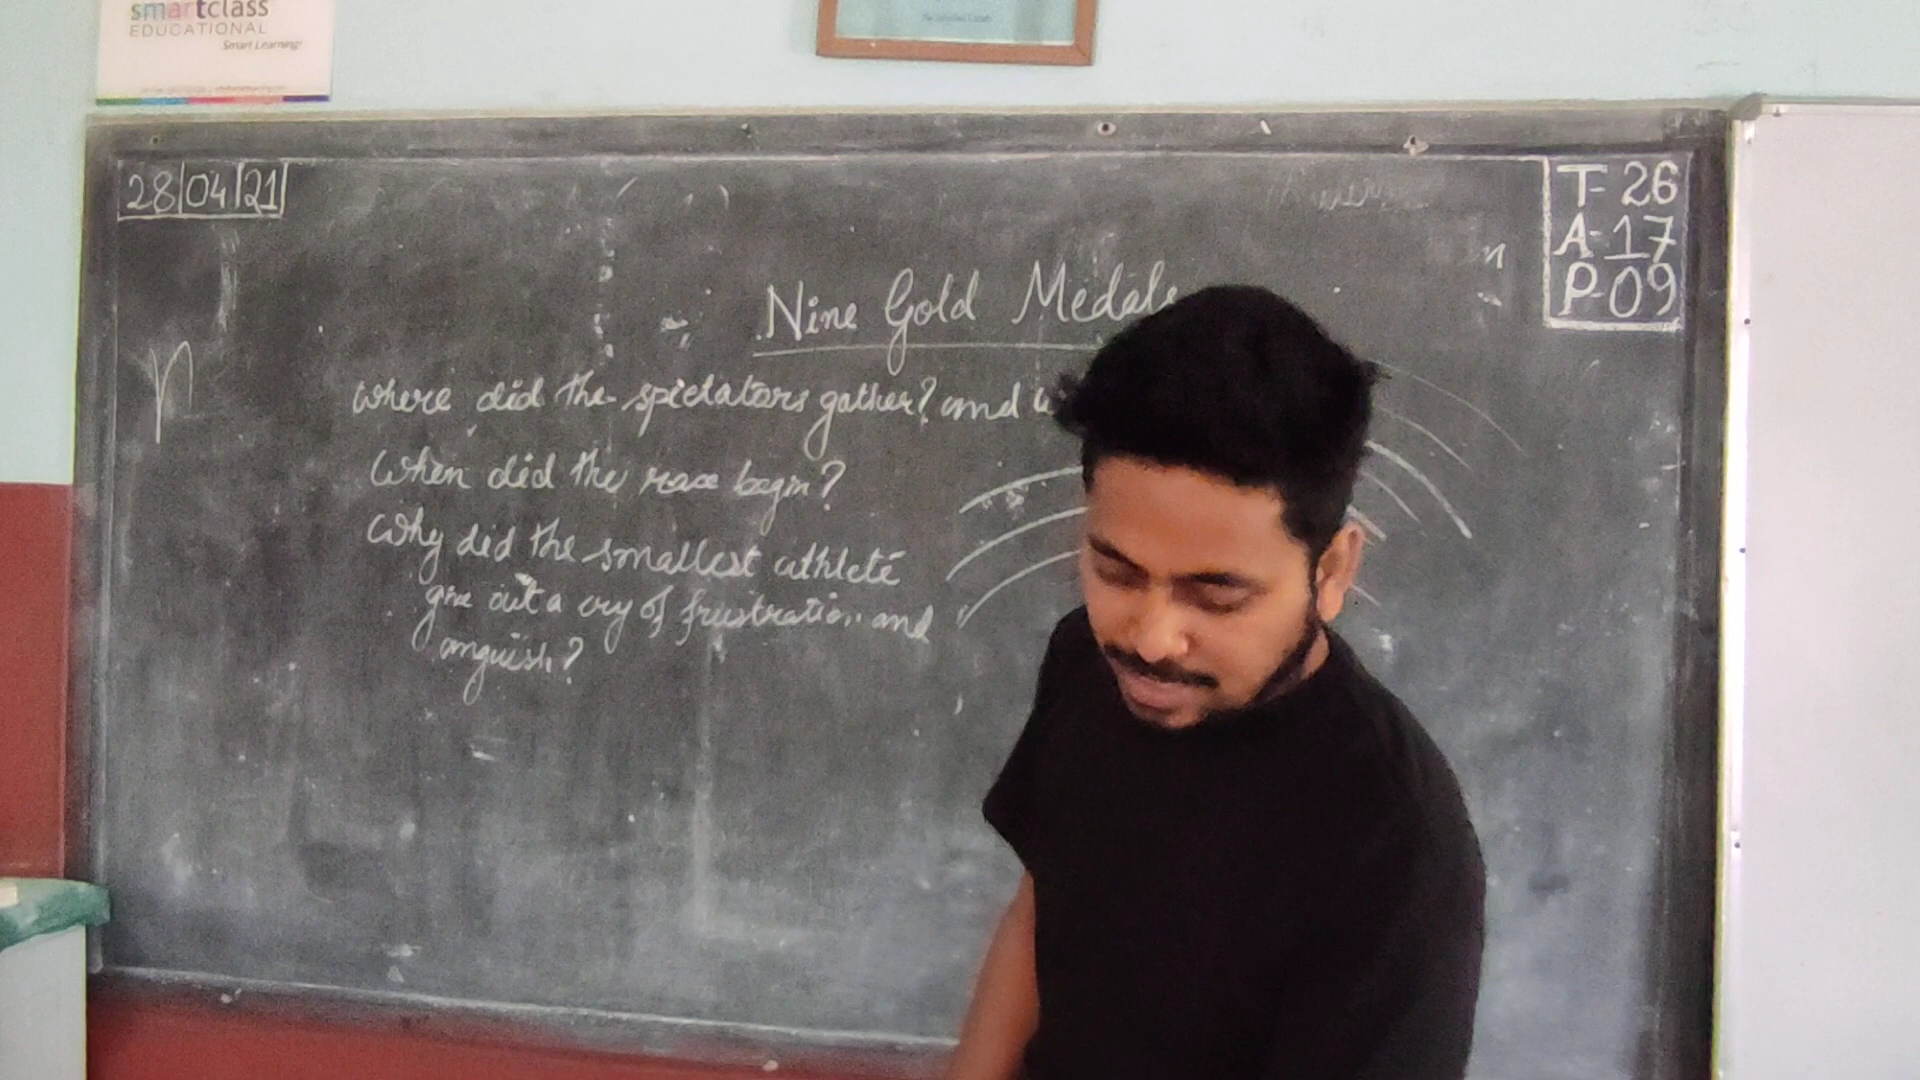 smartclass
EDUCATIONAL
Smart Learning!
28/04/21
T- 26
A- 17
P-09
Nine Gold Medals
where did the spectators gather? and
When did the race begin?
Why did the smallest athlete
give out a cry of frustration and
anguish?